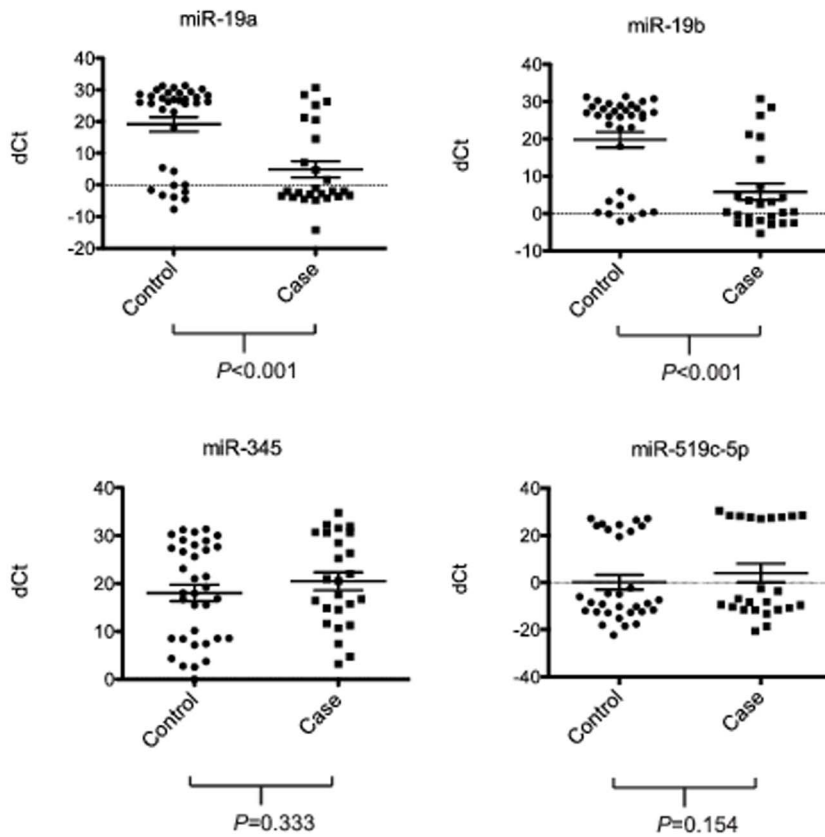 miR-19a
dCt
40
30
20
10
0
-10
-20
Control
Case
P<0.001
miR-19b
dCt
40
30
20
10
0
-10
Control
Case
P<0.001
miR-345
dCt
40
30
20
10
0
Control
Case
P=0.333
miR-519c-5p
dCt
40
20
0
-20
-40
Control
Case
P=0.154